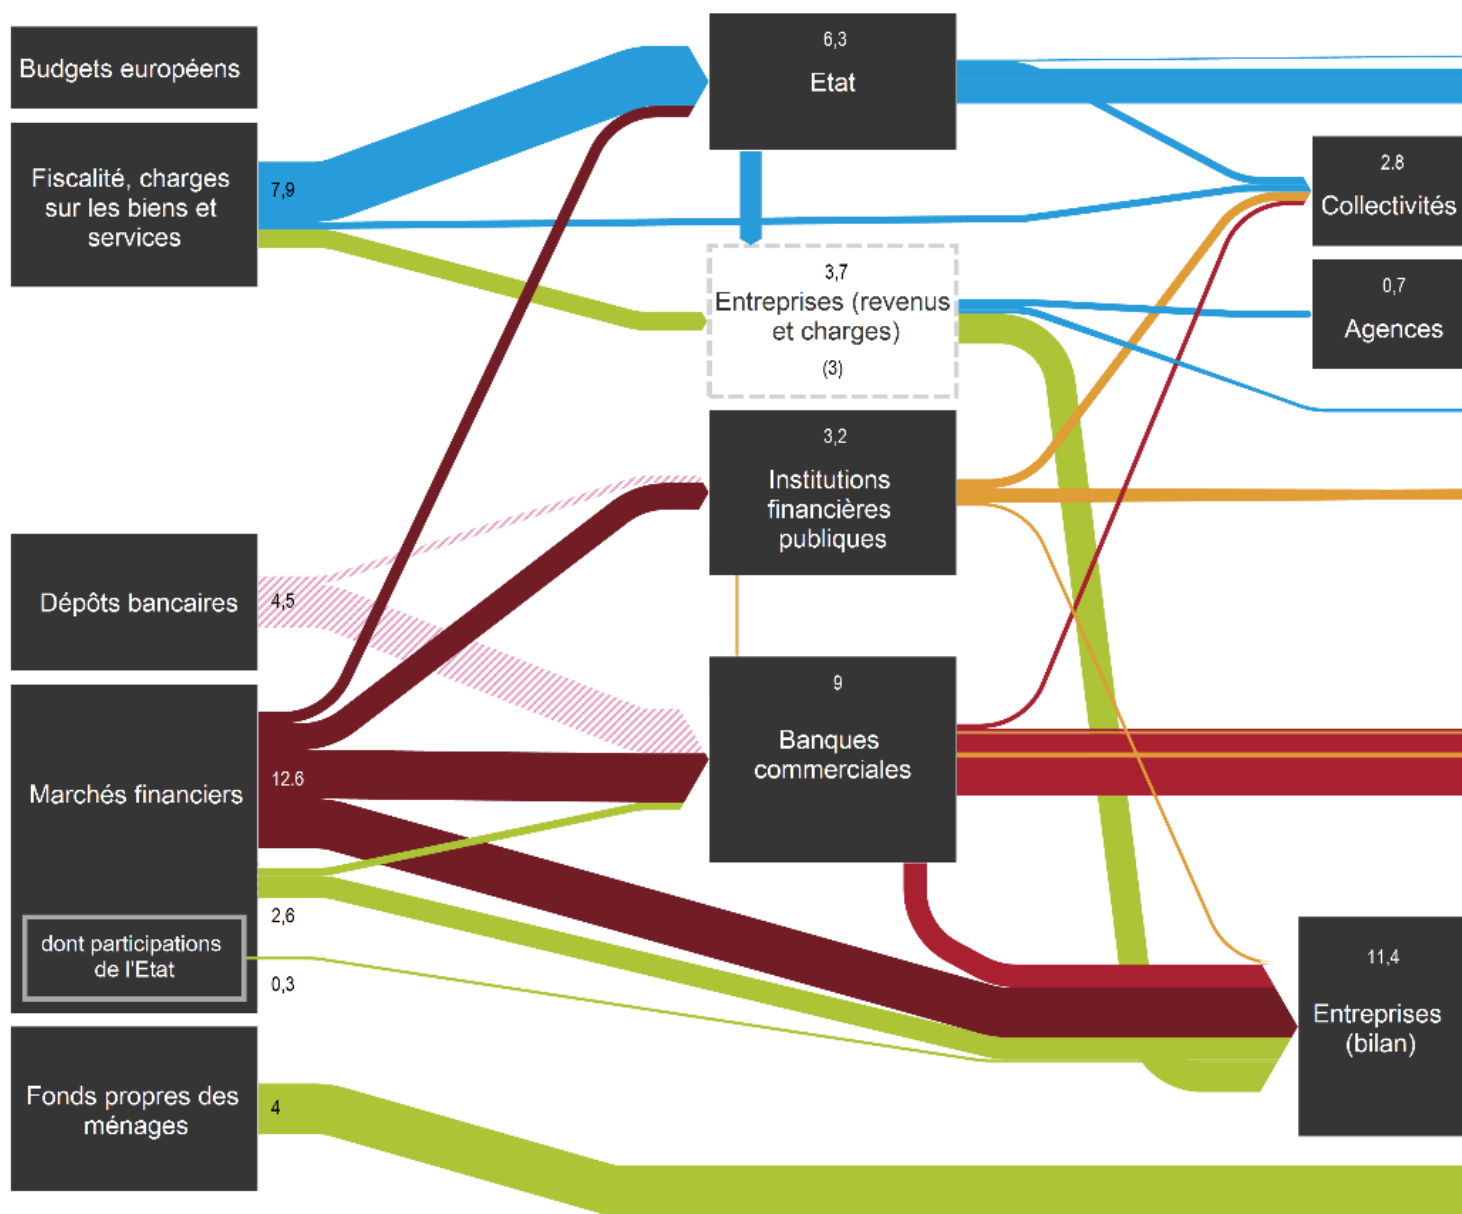 Budgets européens
Fiscalité, charges
sur les biens et
services
7,9
Dépôts bancaires
4,5
Marchés financiers
12.6
2,6
dont participations
de l'Etat
0,3
Fonds propres des
ménages
4
6,3
Etat
3,7
Entreprises (revenus
et charges)
(3)
3,2
Institutions
financières
publiques
9
Banques
commerciales
2.8
Collectivités
0,7
Agences
11,4
Entreprises
(bilan)